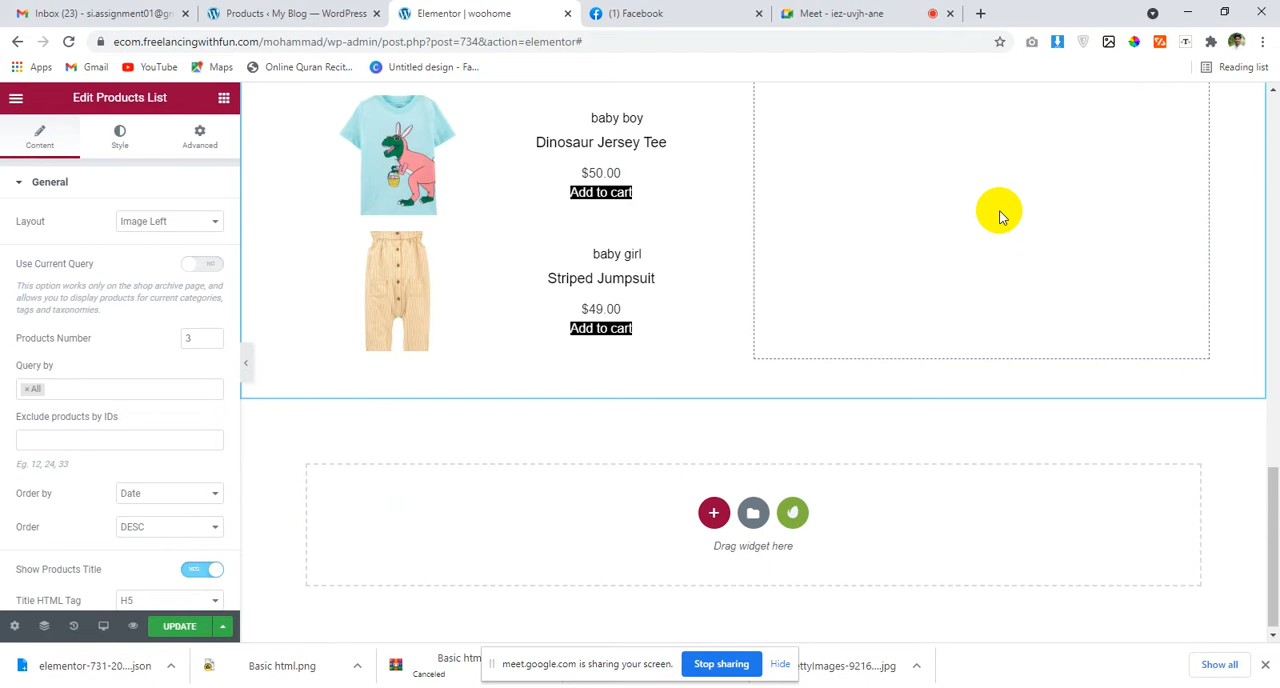 Inbox (23) - si.assignment01@gr
Products ‹ My Blog — WordPress
Elementor | woohome
(1) Facebook
Meet - iez-uvjh-ane
ecom.freelancingwithfun.com/mohammad/wp-admin/post.php?post=734&action=elementor#
Apps
Gmail
YouTube
Maps
Online Quran Recit...
Untitled design - Fa...
Reading list
Edit Products List
Content
Style
Advanced
General
Layout
Image Left
Use Current Query
NO
This option works only on the shop archive page, and
allows you to display products for current categories,
tags and taxonomies.
Products Number
3
Query by
× All
Exclude products by IDs
Eg. 12, 24, 33
Order by
Date
Order
DESC
Show Products Title
YES
Title HTML Tag
H5
UPDATE
baby boy
Dinosaur Jersey Tee
$50.00
Add to cart
baby girl
Striped Jumpsuit
$49.00
Add to cart
Drag widget here
elementor-731-20....json
Basic html.png
Basic htm
Canceled
meet.google.com is sharing your screen.
Stop sharing
Hide
ettyImages-9216....jpg
Show all